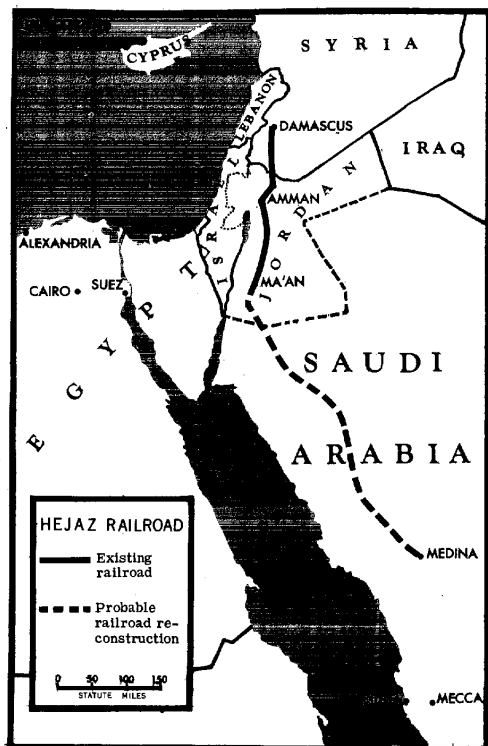 CYPRUS
SYRIA
LEBANON
DAMASCUS
IRAQ
ISRAEL
AMMAN
JORDAN
ALEXANDRIA
MA'AN
CAIRO
SUEZ
EGYPT
SAUDI
ARABIA
HEJAZ RAILROAD
Existing
railroad
MEDINA
Probable
railroad re-
construction
0 50 100 150
STATUTE MILES
MECCA